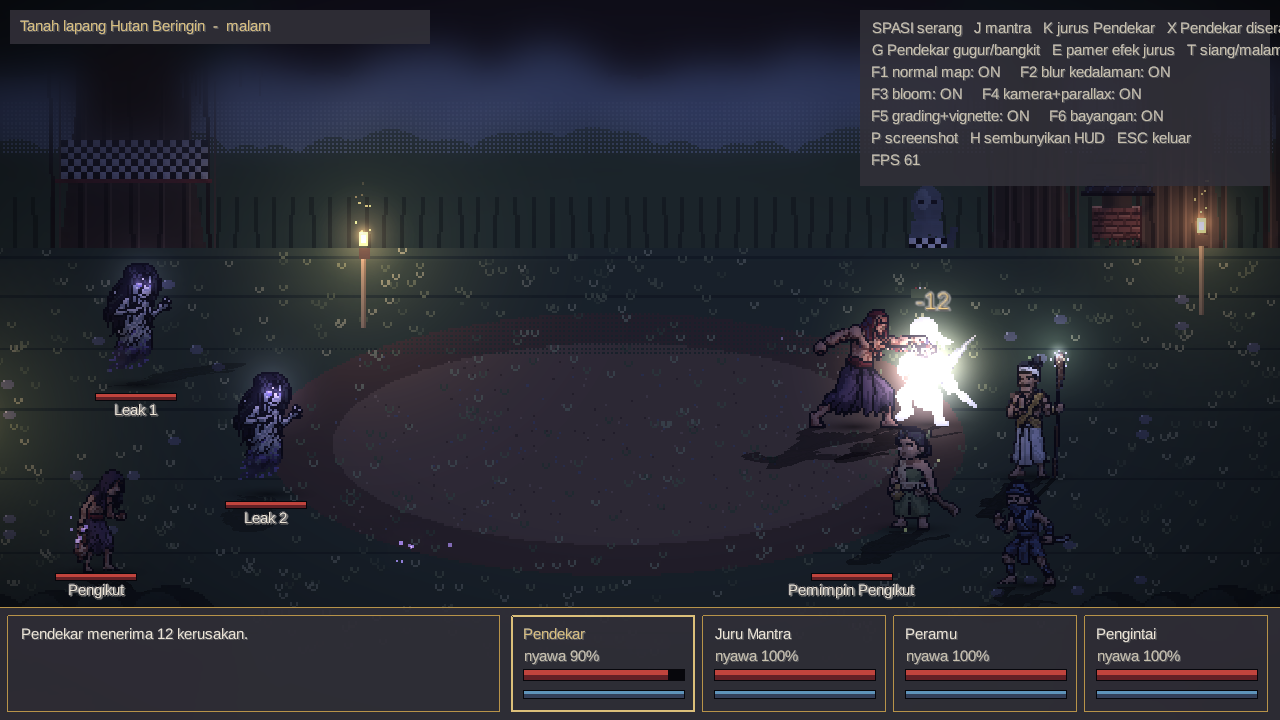 Tanah lapang Hutan Beringin - malam
SPASI serang J mantra K jurus Pendekar X Pendekar
G Pendekar gugur/bangkit E pamer efek jurus T siang/malam
F1 normal map: ON F2 blur kedalaman: ON
F3 bloom: ON F4 kamera+parallax: ON
F5 grading+vignette: ON F6 bayangan: ON
P screenshot H sembunyikan HUD ESC keluar
FPS 61
-12
Leak 1
Leak 2
Pengikut
Pemimpin Pengikut
Pendekar menerima 12 kerusakan.
Pendekar
nyawa 90%
Juru Mantra
nyawa 100%
Peramu
nyawa 100%
Pengintai
nyawa 100%